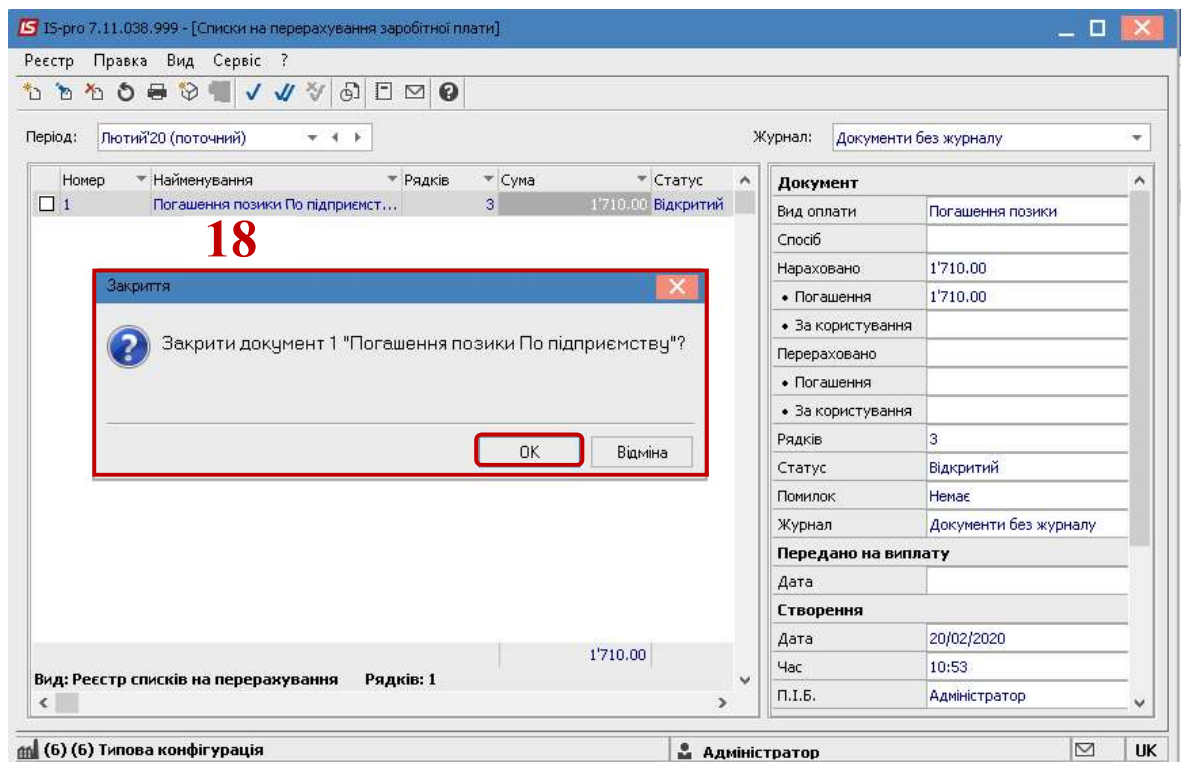 IS-pro 7.11.038.999 - [Списки на перерахування заробітної плати]
Реєстр Правка Вид Сервіс ?
Період: Лютий'20 (поточний) Журнал: Документи без журналу
Номер Найменування Рядків Сума Статус
1 Погашення позики По підприємст... 3 1'710.00 Відкритий
18
Закриття
Закрити документ 1 "Погашення позики По підприємству"?
OK Відміна
1'710.00
Вид: Реєстр списків на перерахування Рядків: 1
Документ
Вид оплати Погашення позики
Спосіб
Нараховано 1'710.00
• Погашення 1'710.00
• За користування
Перераховано
• Погашення
• За користування
Рядків 3
Статус Відкритий
Помилок Немає
Журнал Документи без журналу
Передано на виплату
Дата
Створення
Дата 20/02/2020
Час 10:53
П.І.Б. Адміністратор
(6) (6) Типова конфігурація Адміністратор UK